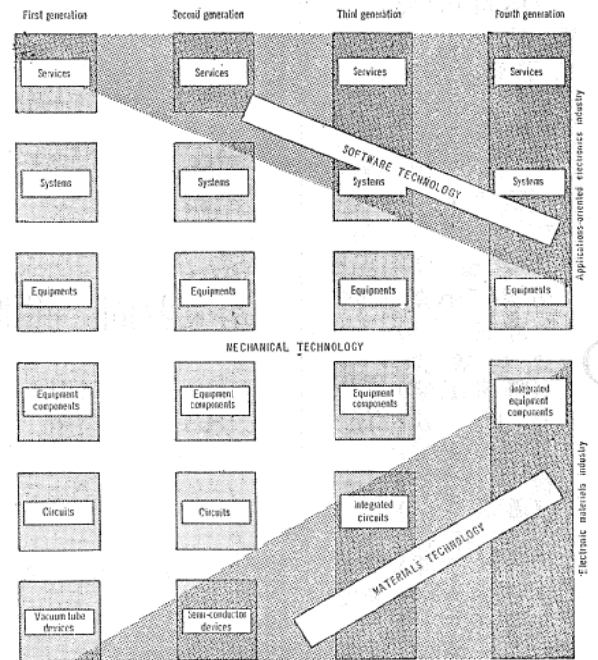 First generation
Second generation
Third generation
Fourth generation
Services
Services
Services
Services
SOFTWARE TECHNOLOGY
Systems
Systems
Systems
Systems
Applications-oriented electronics industry
Equipments
Equipments
Equipments
Equipments
MECHANICAL TECHNOLOGY
Equipment
components
Equipment
components
Equipment
components
Integrated
equipment
components
Circuits
Circuits
Integrated
circuits
MATERIALS TECHNOLOGY
Electronic materiels industry
Vacuum tube
devices
Semi-conductor
devices